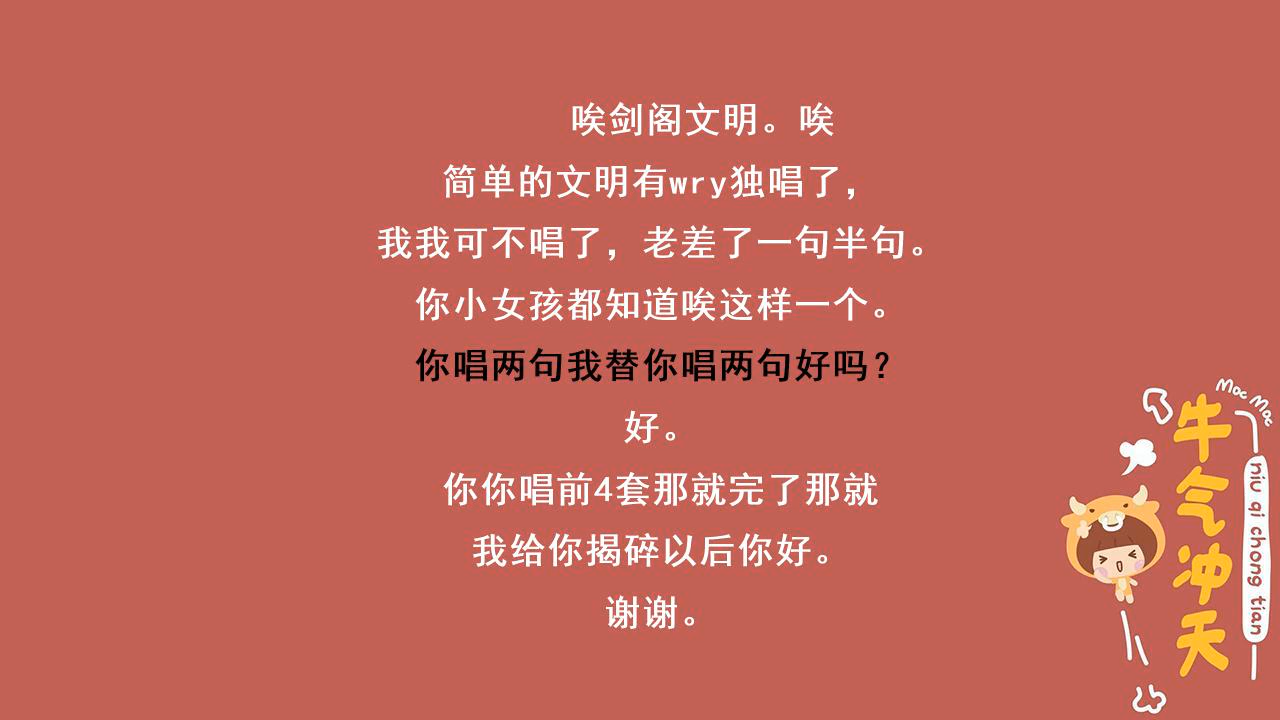 唉剑阁文明。唉
简单的文明有wry独唱了，
我我可不唱了，老差了一句半句。
你小女孩都知道唉这样一个。
你唱两句我替你唱两句好吗？
好。
你你唱前4套那就完了那就
我给你揭碎以后你好。
谢谢。
Moc Moc
牛气冲天
niu qi chong tian